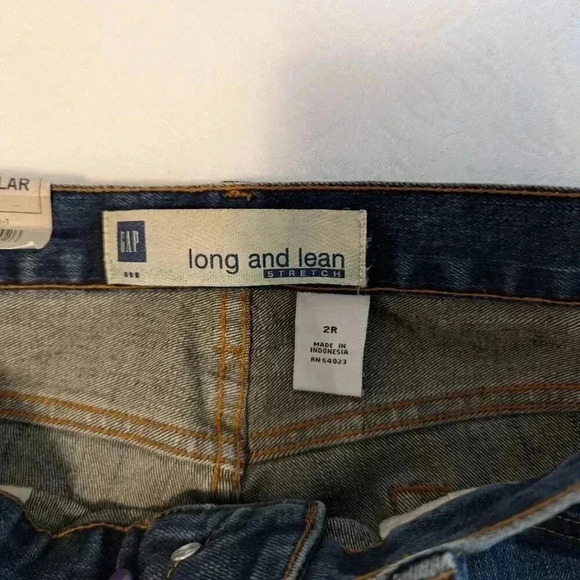 LAR
GAP
long and lean
STRETCH
2R
MADE IN
INDONESIA
RN 54023